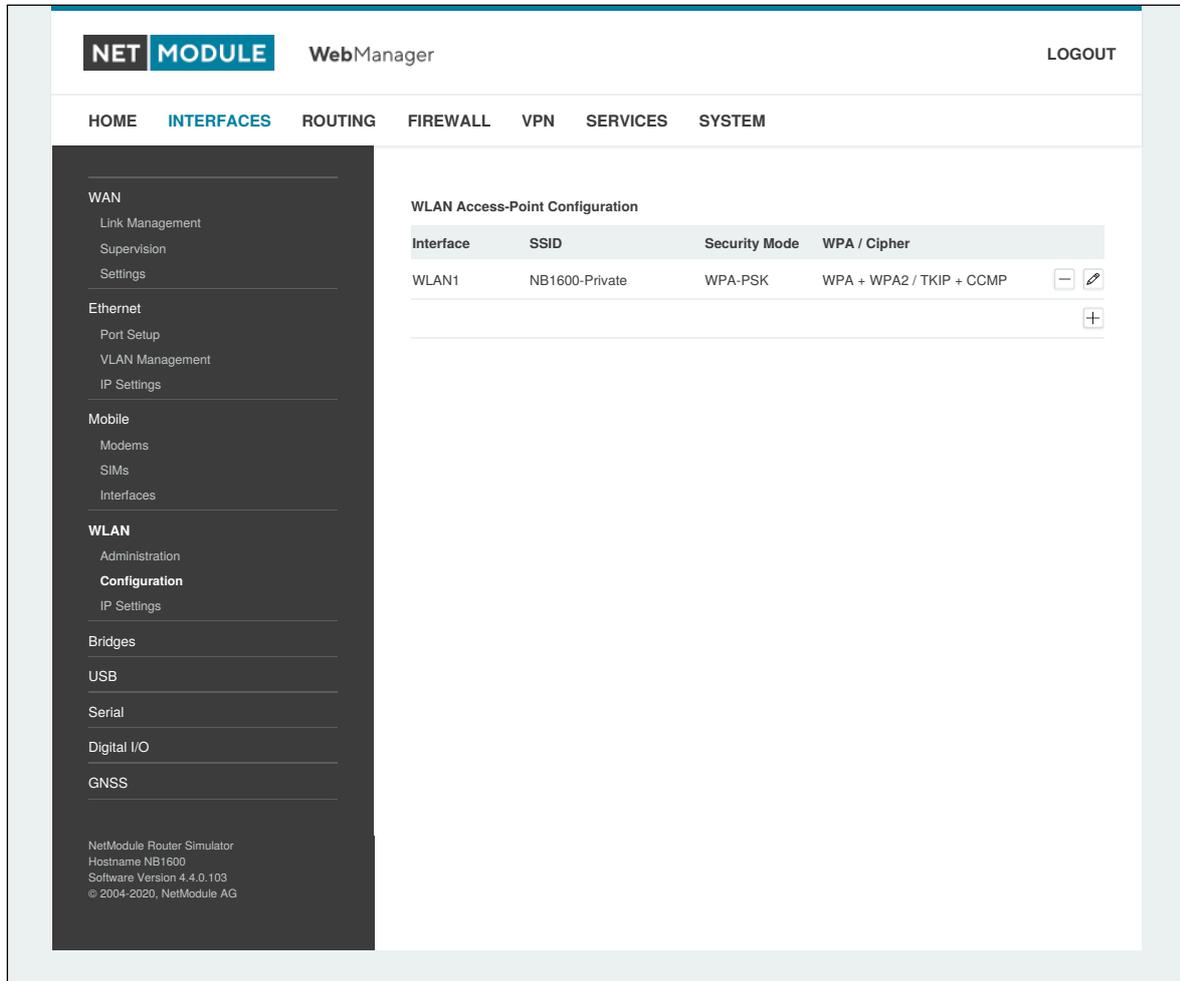 NET MODULE WebManager LOGOUT
HOME INTERFACES ROUTING FIREWALL VPN SERVICES SYSTEM
WAN
Link Management
Supervision
Settings
Ethernet
Port Setup
VLAN Management
IP Settings
Mobile
Modems
SIMs
Interfaces
WLAN
Administration
Configuration
IP Settings
Bridges
USB
Serial
Digital I/O
GNSS
NetModule Router Simulator
Hostname NB1600
Software Version 4.4.0.103
© 2004-2020, NetModule AG
WLAN Access-Point Configuration
Interface SSID Security Mode WPA / Cipher
WLAN1 NB1600-Private WPA-PSK WPA + WPA2 / TKIP + CCMP